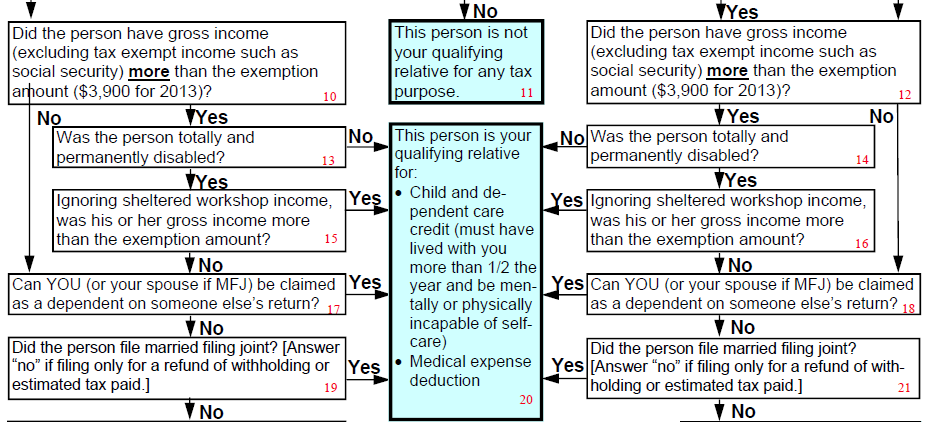 No
Yes
Did the person have gross income
(excluding tax exempt income such as
social security) more than the exemption
amount ($3,900 for 2013)?
10
This person is not
your qualifying
relative for any tax
purpose.
11
Did the person have gross income
(excluding tax exempt income such as
social security) more than the exemption
amount ($3,900 for 2013)?
12
No
Yes
Yes
No
Was the person totally and
permanently disabled?
13
No
This person is your
qualifying relative
for:
• Child and de-
pendent care
credit (must have
lived with you
more than 1/2 the
year and be men-
tally or physically
incapable of self-
care)
• Medical expense
deduction
20
No
Was the person totally and
permanently disabled?
14
Yes
Yes
Ignoring sheltered workshop income,
was his or her gross income more
than the exemption amount?
15
Yes
Yes
Ignoring sheltered workshop income,
was his or her gross income more
than the exemption amount?
16
No
No
Can YOU (or your spouse if MFJ) be claimed
as a dependent on someone else’s return?
17
Yes
Yes
Can YOU (or your spouse if MFJ) be claimed
as a dependent on someone else’s return?
18
No
No
Did the person file married filing joint? [Answer
“no” if filing only for a refund of withholding or
estimated tax paid.]
19
Yes
Yes
Did the person file married filing joint?
[Answer “no” if filing only for a refund of with-
holding or estimated tax paid.]
21
No
No